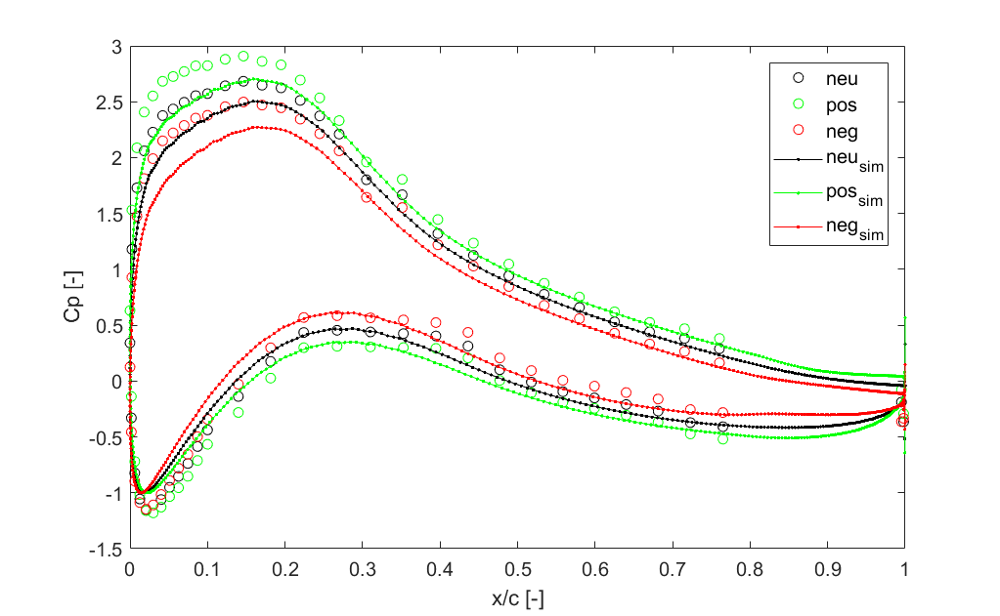 3
2.5
2
1.5
1
0.5
0
-0.5
-1
-1.5
Cp [-]
0 0.1 0.2 0.3 0.4 0.5 0.6 0.7 0.8 0.9 1
x/c [-]
neu
pos
neg
neu_sim
pos_sim
neg_sim